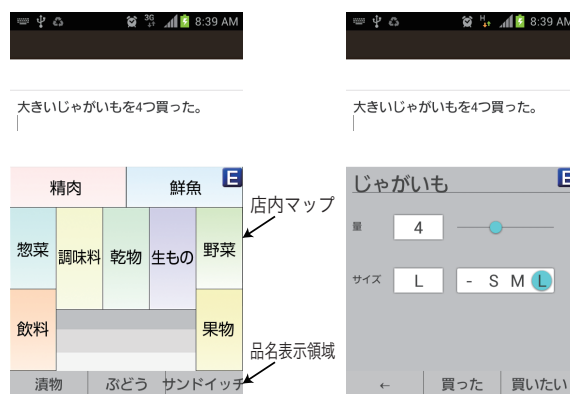 3G 8:39 AM
大きいじゃがいもを4つ買った。
精肉 鮮魚 E
惣菜 調味料 乾物 生もの 野菜
飲料 果物
漬物 ぶどう サンドイッチ
店内マップ
品名表示領域
H 8:39 AM
大きいじゃがいもを4つ買った。
じゃがいも E
量 4
サイズ L - S M L
← 買った 買いたい